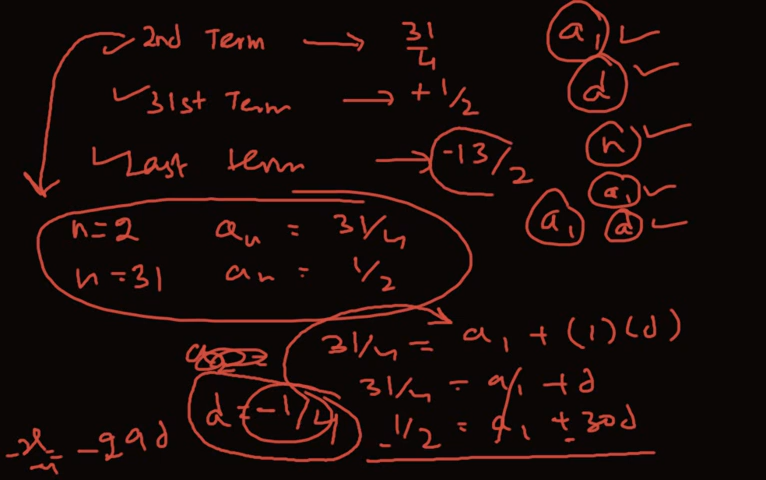 2nd Term → 31/4 a₁
d
31st Term → + 1/2
Last term → -13/2 n
a₁
a₁ d
n=2 aₙ = 31/4
n=31 aₙ = 1/2
31/4 = a₁ + (1)(d)
31/4 = a₁ + d
d = -1/4 -1/2 = a₁ + 30d
-29d